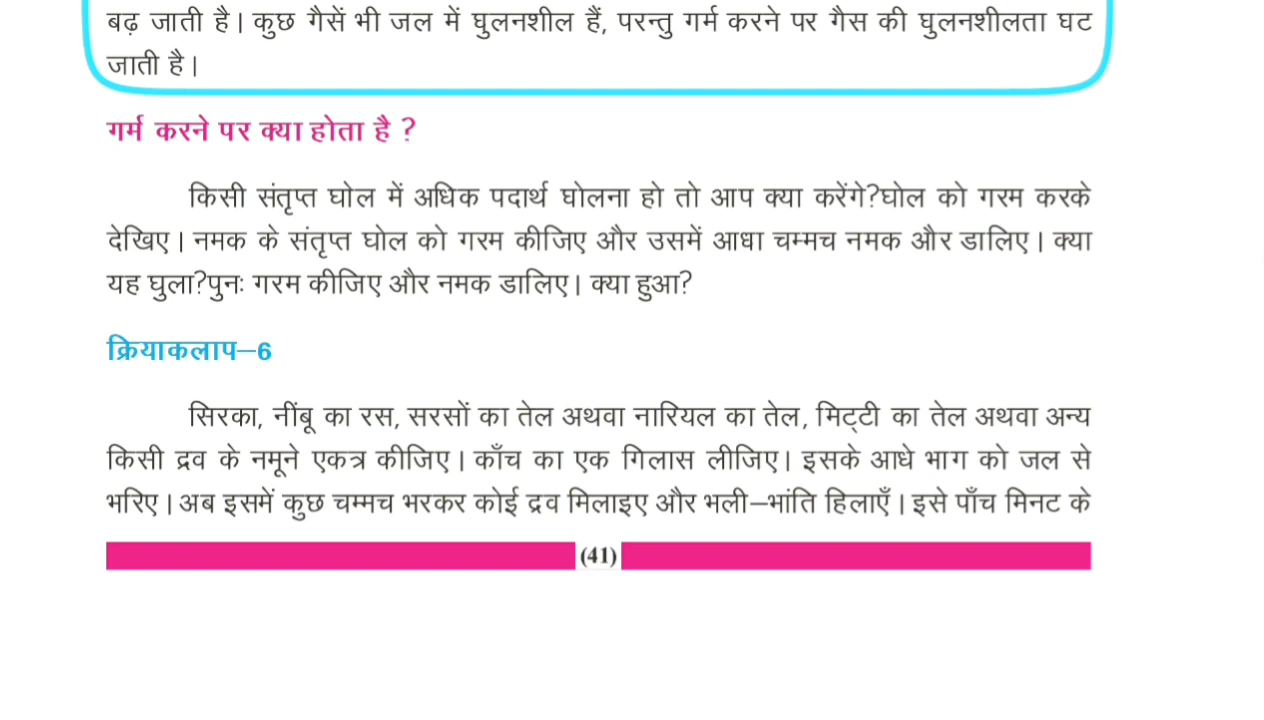 बढ़ जाती है। कुछ गैसें भी जल में घुलनशील हैं, परन्तु गर्म करने पर गैस की घुलनशीलता घट
जाती है।
गर्म करने पर क्या होता है ?
किसी संतृप्त घोल में अधिक पदार्थ घोलना हो तो आप क्या करेंगे?घोल को गरम करके
देखिए। नमक के संतृप्त घोल को गरम कीजिए और उसमें आधा चम्मच नमक और डालिए। क्या
यह घुला?पुनः गरम कीजिए और नमक डालिए। क्या हुआ?
क्रियाकलाप–6
सिरका, नींबू का रस, सरसों का तेल अथवा नारियल का तेल, मिट्टी का तेल अथवा अन्य
किसी द्रव के नमूने एकत्र कीजिए। काँच का एक गिलास लीजिए। इसके आधे भाग को जल से
भरिए। अब इसमें कुछ चम्मच भरकर कोई द्रव मिलाइए और भली–भांति हिलाएँ। इसे पाँच मिनट के
(41)